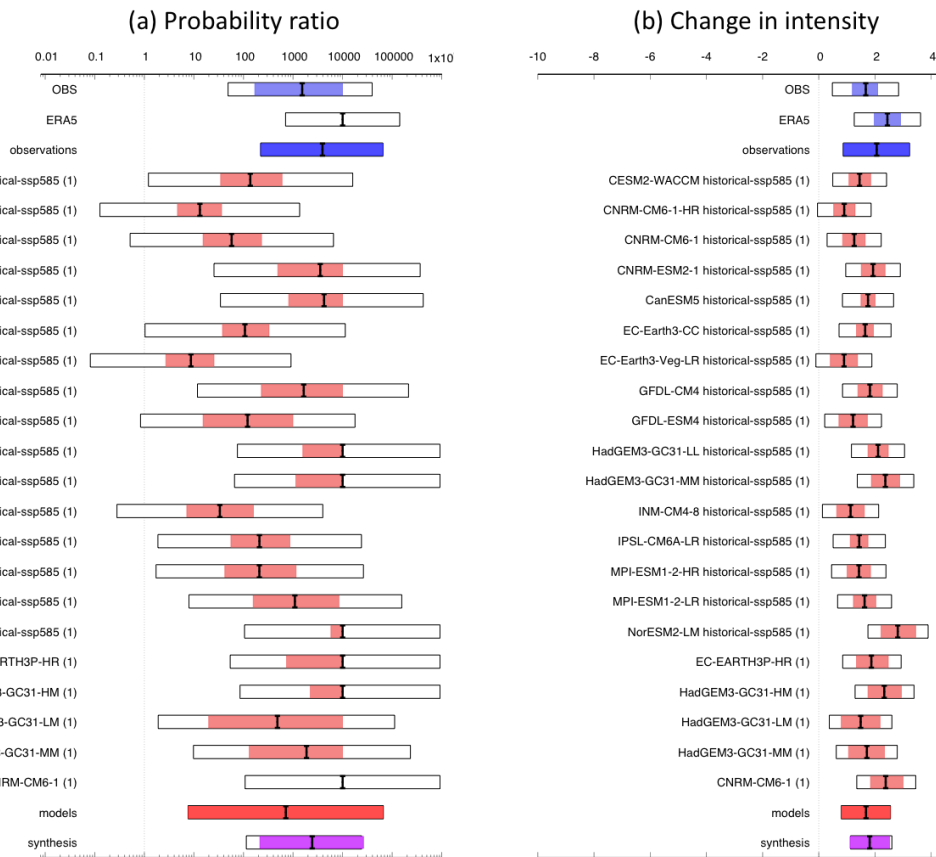 (a) Probability ratio
(b) Change in intensity
0.01 0.1 1 10 100 1000 10000 100000 1x10
-10 -8 -6 -4 -2 0 2 4
OBS OBS
ERA5 ERA5
observations observations
ical-ssp585 (1) CESM2-WACCM historical-ssp585 (1)
ical-ssp585 (1) CNRM-CM6-1-HR historical-ssp585 (1)
ical-ssp585 (1) CNRM-CM6-1 historical-ssp585 (1)
ical-ssp585 (1) CNRM-ESM2-1 historical-ssp585 (1)
ical-ssp585 (1) CanESM5 historical-ssp585 (1)
ical-ssp585 (1) EC-Earth3-CC historical-ssp585 (1)
ical-ssp585 (1) EC-Earth3-Veg-LR historical-ssp585 (1)
ical-ssp585 (1) GFDL-CM4 historical-ssp585 (1)
ical-ssp585 (1) GFDL-ESM4 historical-ssp585 (1)
ical-ssp585 (1) HadGEM3-GC31-LL historical-ssp585 (1)
ical-ssp585 (1) HadGEM3-GC31-MM historical-ssp585 (1)
ical-ssp585 (1) INM-CM4-8 historical-ssp585 (1)
ical-ssp585 (1) IPSL-CM6A-LR historical-ssp585 (1)
ical-ssp585 (1) MPI-ESM1-2-HR historical-ssp585 (1)
ical-ssp585 (1) MPI-ESM1-2-LR historical-ssp585 (1)
ical-ssp585 (1) NorESM2-LM historical-ssp585 (1)
RTH3P-HR (1) EC-EARTH3P-HR (1)
3-GC31-HM (1) HadGEM3-GC31-HM (1)
3-GC31-LM (1) HadGEM3-GC31-LM (1)
-GC31-MM (1) HadGEM3-GC31-MM (1)
RM-CM6-1 (1) CNRM-CM6-1 (1)
models models
synthesis synthesis